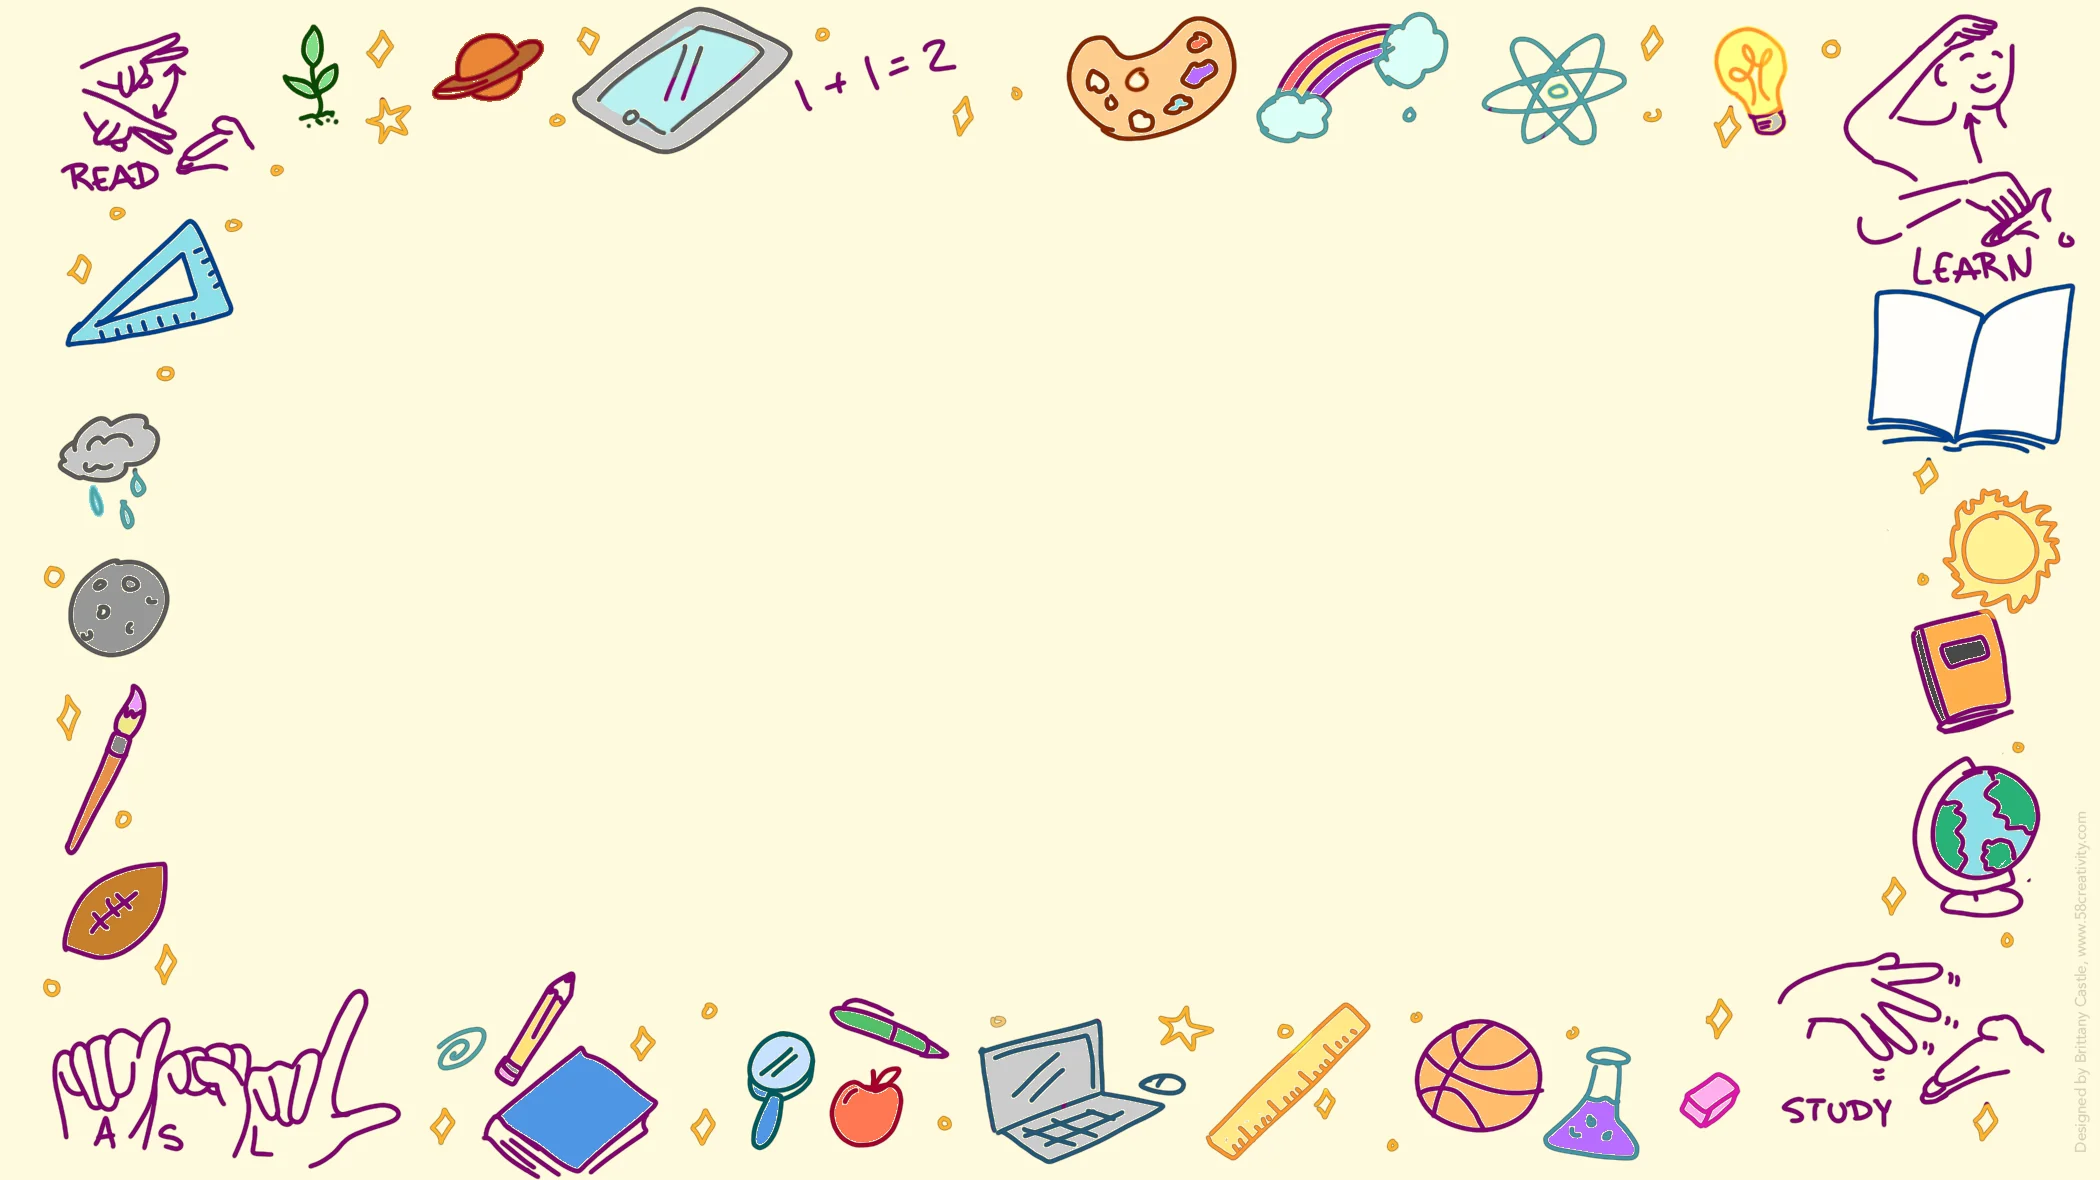 1 + 1 = 2
READ
LEARN
A S L
STUDY
Designed by Brittany Castle, www.58creativity.com